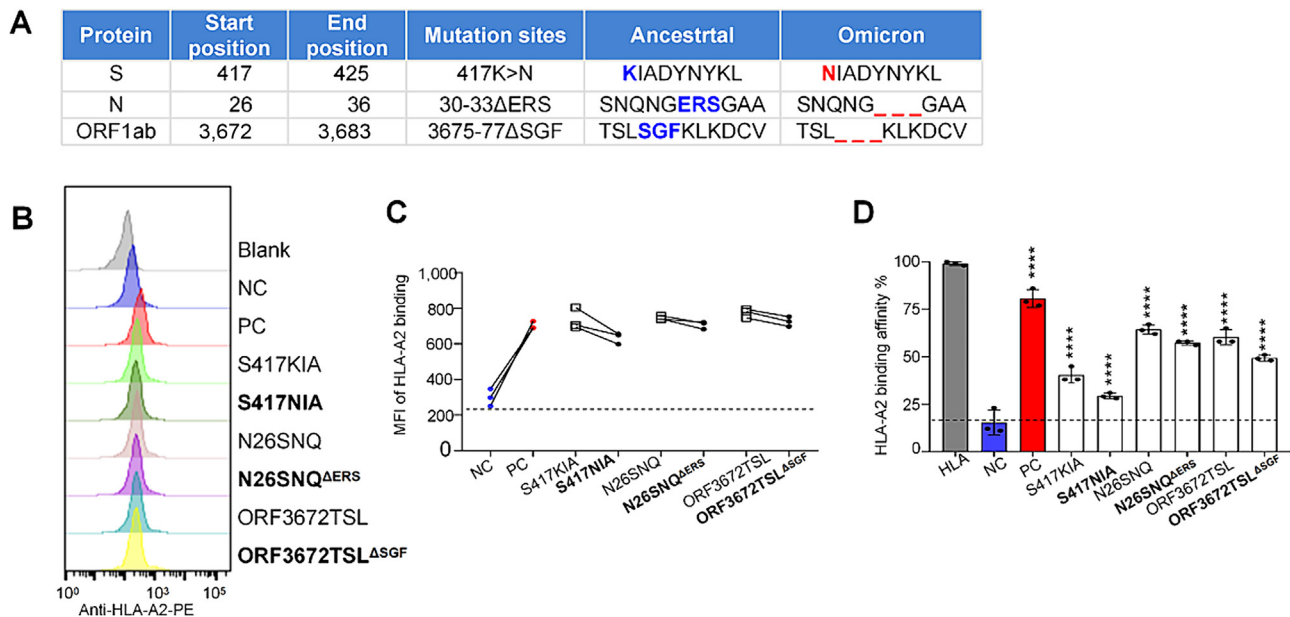 A
Protein Start position End position Mutation sites Ancestrtal Omicron
S 417 425 417K>N KIADYNYKL NIADYNYKL
N 26 36 30-33ΔERS SNQNGERSGAA SNQNG_ _ _GAA
ORF1ab 3,672 3,683 3675-77ΔSGF TSLSGFKLKDCV TSL_ _ _KLKDCV
B
Blank
NC
PC
S417KIA
S417NIA
N26SNQ
N26SNQΔERS
ORF3672TSL
ORF3672TSLΔSGF
10⁰ 10³ 10⁵
Anti-HLA-A2-PE
C
MFI of HLA-A2 binding
1,000
800
600
400
200
0
NC PC S417KIA S417NIA N26SNQ N26SNQΔERS ORF3672TSL ORF3672TSLΔSGF
D
HLA-A2 binding affinity %
100
75
50
25
0
**** **** **** **** **** **** ****
HLA NC PC S417KIA S417NIA N26SNQ N26SNQΔERS ORF3672TSL ORF3672TSLΔSGF